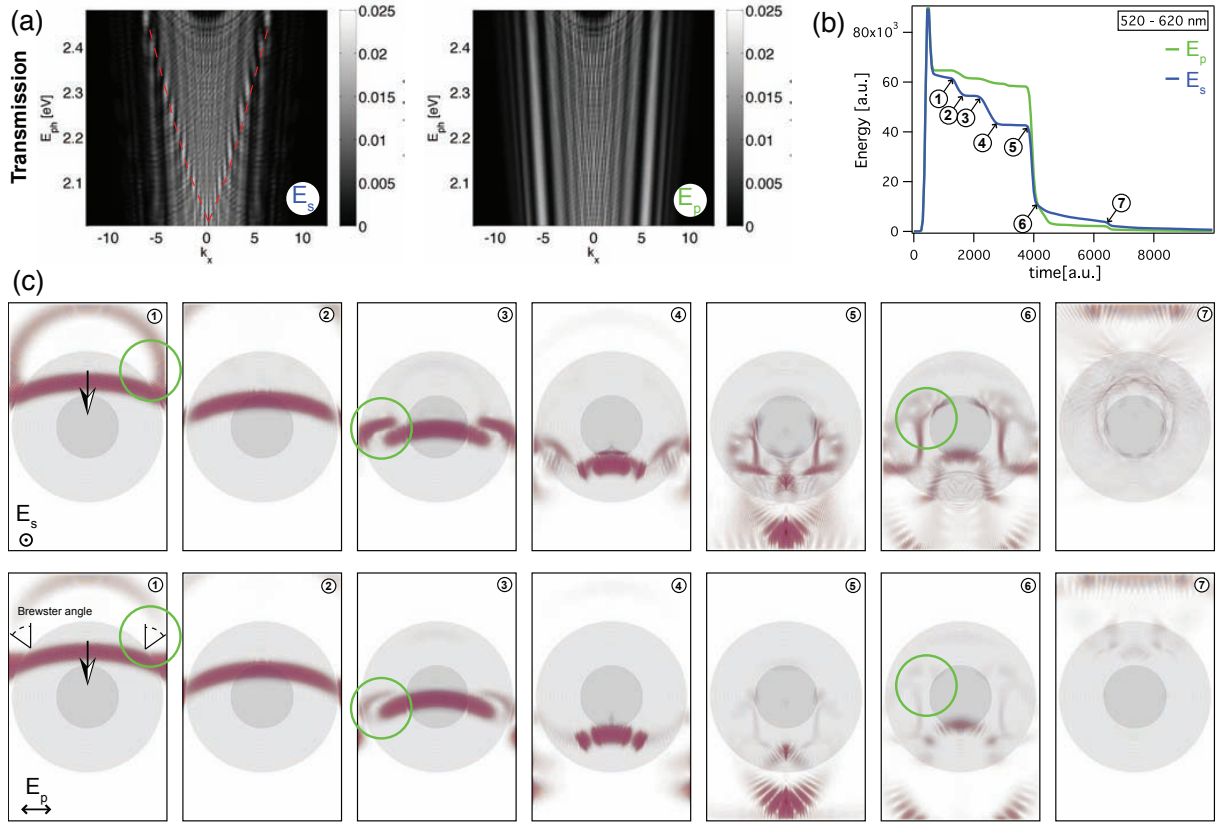 (a)
Transmission
E_ph [eV]
2.4
2.3
2.2
2.1
-10
-5
0
5
10
k_x
E_s
0.025
0.02
0.015
0.01
0.005
0
E_ph [eV]
2.4
2.3
2.2
2.1
-10
-5
0
5
10
k_x
E_p
0.025
0.02
0.015
0.01
0.005
0
(b)
520 - 620 nm
E_p
E_s
Energy [a.u.]
80x10³
60
40
20
0
① ② ③ ④ ⑤ ⑥ ⑦
0 2000 4000 6000 8000
time[a.u.]
(c)
① ② ③ ④ ⑤ ⑥ ⑦
E_s
① ② ③ ④ ⑤ ⑥ ⑦
Brewster angle
E_p